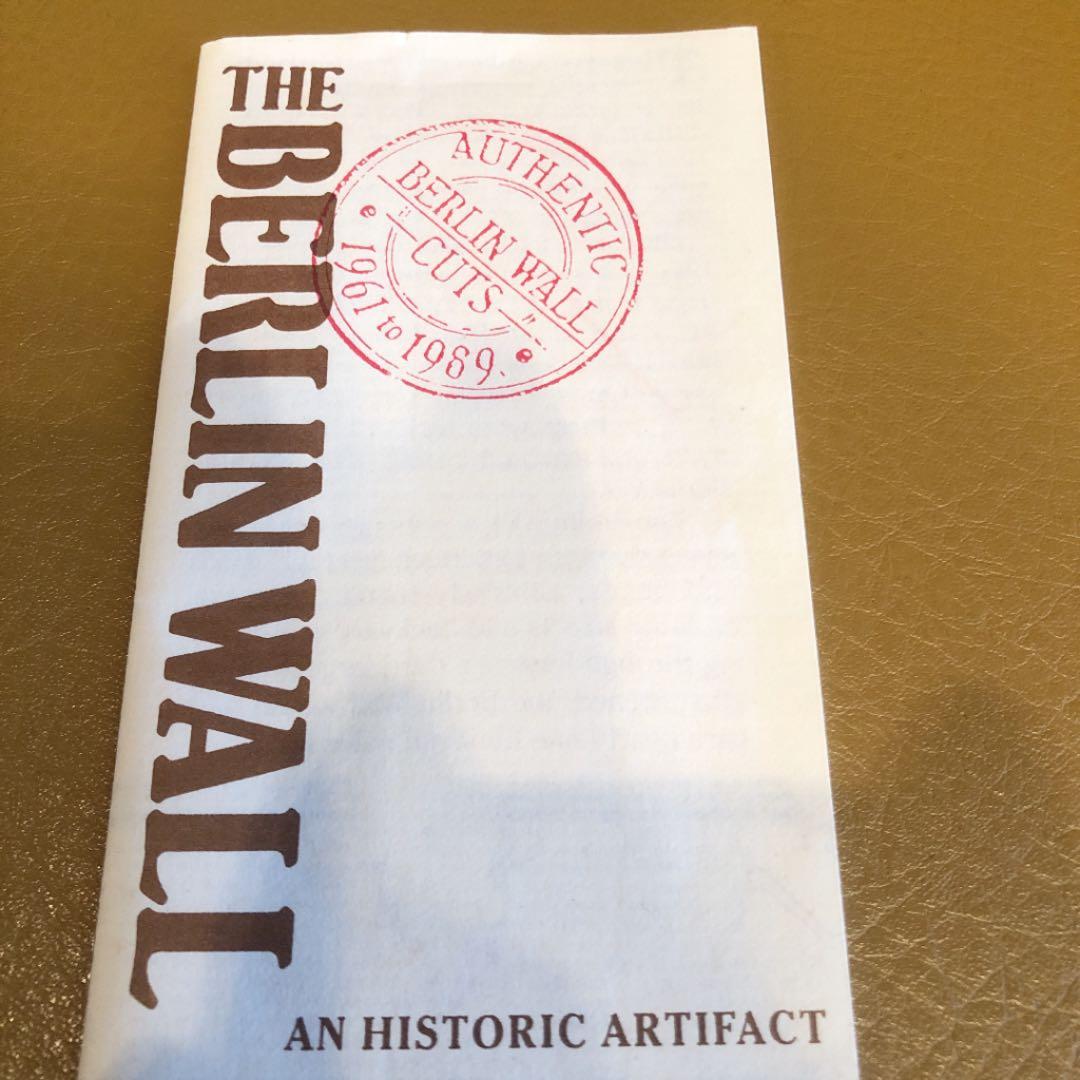 THE
BERLIN WALL
AUTHENTIC
BERLIN WALL
CUTS
1961 to 1989
AN HISTORIC ARTIFACT